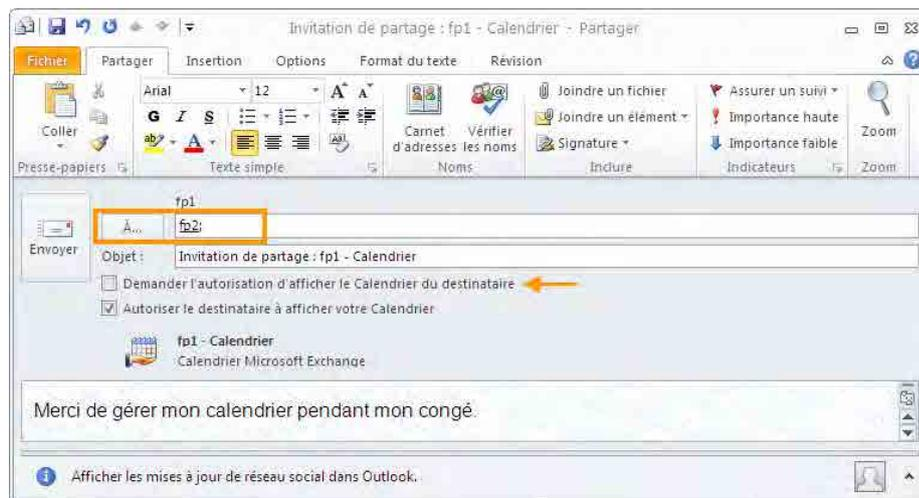 Invitation de partage : fp1 - Calendrier - Partager
Fichier Partager Insertion Options Format du texte Révision
Coller
Presse-papiers
Arial 12 A A
G I S
ab A
Texte simple
Carnet d'adresses
Vérifier les noms
Noms
Joindre un fichier
Joindre un élément
Signature
Inclure
Assurer un suivi
Importance haute
Importance faible
Indicateurs
Zoom
Zoom
Envoyer
fp1
À... fp2;
Objet : Invitation de partage : fp1 - Calendrier
Demander l'autorisation d'afficher le Calendrier du destinataire
Autoriser le destinataire à afficher votre Calendrier
fp1 - Calendrier
Calendrier Microsoft Exchange
Merci de gérer mon calendrier pendant mon congé.
Afficher les mises à jour de réseau social dans Outlook.